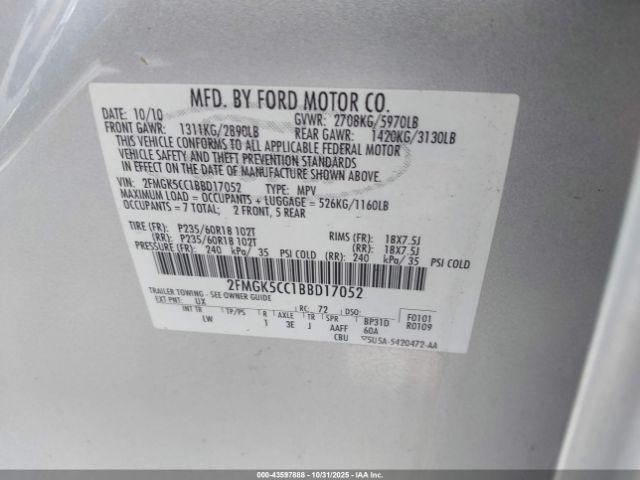 MFD. BY FORD MOTOR CO.
DATE: 10/10 GVWR: 2708KG/5970LB
FRONT GAWR: 1311KG/2890LB REAR GAWR: 1420KG/3130LB
THIS VEHICLE CONFORMS TO ALL APPLICABLE FEDERAL MOTOR
VEHICLE SAFETY AND THEFT PREVENTION STANDARDS
IN EFFECT ON THE DATE OF MANUFACTURE SHOWN ABOVE.
VIN: 2FMGK5CC1BBD17052 TYPE: MPV
MAXIMUM LOAD = OCCUPANTS + LUGGAGE = 526KG/1160LB
OCCUPANTS = 7 TOTAL; 2 FRONT, 5 REAR
TIRE (FR): P235/60R18 102T RIMS (FR): 18X7.5J
(RR): P235/60R18 102T (RR): 18X7.5J
PRESSURE (FR): 240 kPa/ 35 PSI COLD (RR): 240 kPa/ 35 PSI COLD
2FMGK5CC1BBD17052
TRAILER TOWING - SEE OWNER GUIDE
EXT PNT: UX RC: 72 DSO: F0101
INT TR TP/PS R AXLE TR SPR BP31D R0109
LW 1 3E J AAFF 60A
CBU 5U5A-5420472-AA
000-43597888 - 10/31/2025 - IAA Inc.